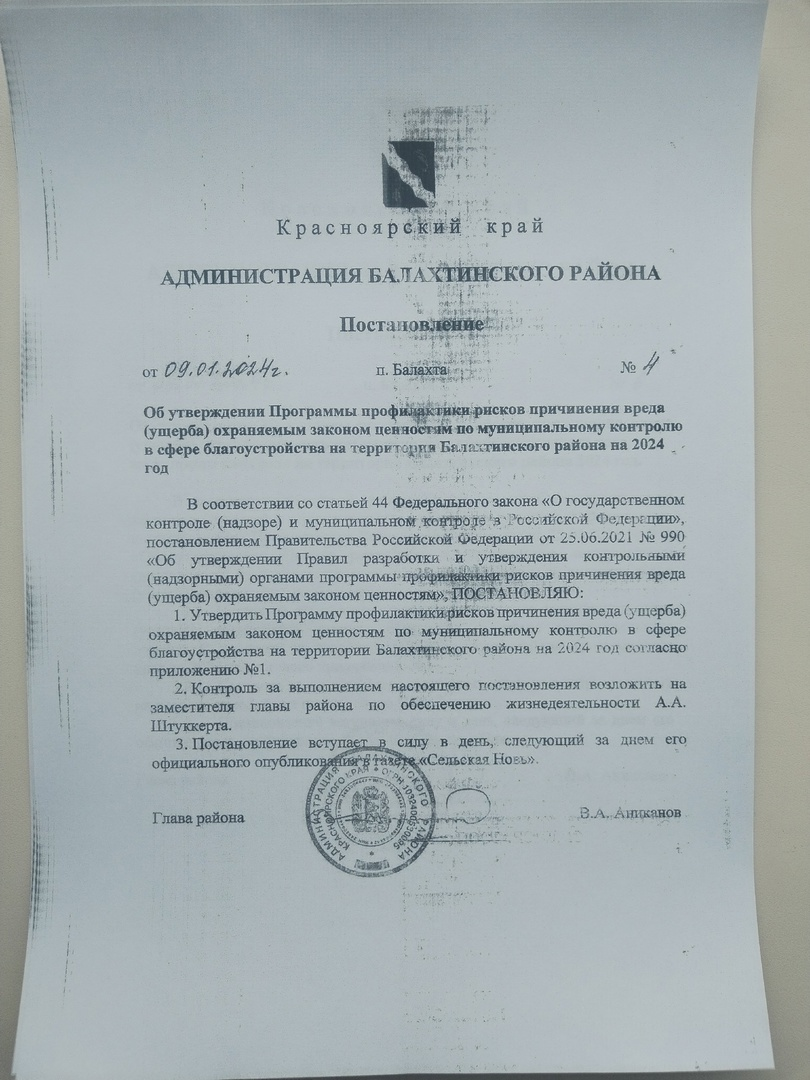 Красноярский край
АДМИНИСТРАЦИЯ БАЛАХТИНСКОГО РАЙОНА
Постановление
от 09.01.2024г. п. Балахта № 4
Об утверждении Программы профилактики рисков причинения вреда
(ущерба) охраняемым законом ценностям по муниципальному контролю
в сфере благоустройства на территории Балахтинского района на 2024
год
В соответствии со статьей 44 Федерального закона «О государственном
контроле (надзоре) и муниципальном контроле в Российской Федерации»,
постановлением Правительства Российской Федерации от 25.06.2021 № 990
«Об утверждении Правил разработки и утверждения контрольными
(надзорными) органами программы профилактики рисков причинения вреда
(ущерба) охраняемым законом ценностям», ПОСТАНОВЛЯЮ:
1. Утвердить Программу профилактики рисков причинения вреда (ущерба)
охраняемым законом ценностям по муниципальному контролю в сфере
благоустройства на территории Балахтинского района на 2024 год согласно
приложению №1.
2. Контроль за выполнением настоящего постановления возложить на
заместителя главы района по обеспечению жизнедеятельности А.А.
Штуккерта.
3. Постановление вступает в силу в день, следующий за днем его
официального опубликования в газете «Сельская Новь».
Глава района В.А. Аниканов
АДМИНИСТРАЦИЯ БАЛАХТИНСКОГО РАЙОНА
КРАСНОЯРСКОГО КРАЯ * ОГРН